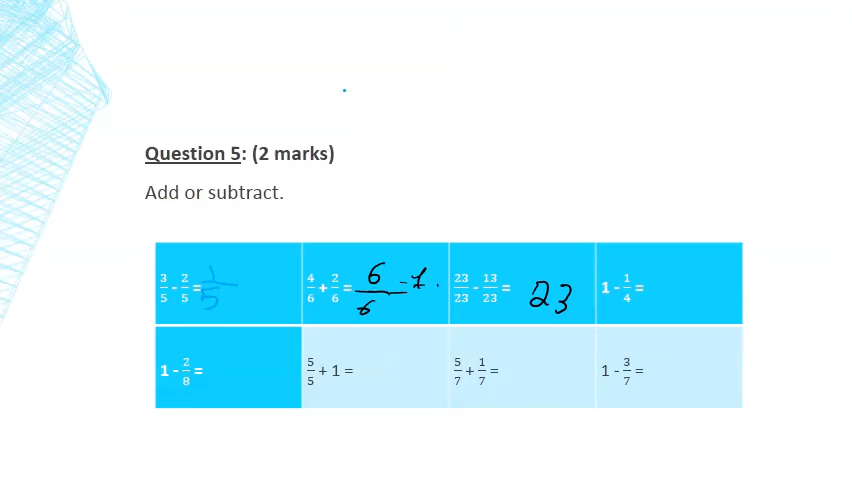 Question 5: (2 marks)
Add or subtract.
3/5 - 2/5 = 1/5
4/6 + 2/6 = 6/6 = 1.
23/23 - 13/23 = 23
1 - 1/4 =
1 - 2/8 =
5/5 + 1 =
5/7 + 1/7 =
1 - 3/7 =